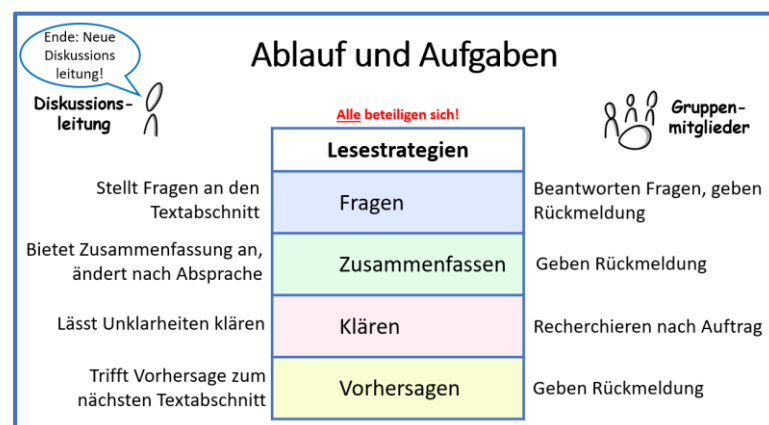 Ende: Neue
Diskussions
leitung!
Ablauf und Aufgaben
Diskussions-
leitung
Alle beteiligen sich!
Gruppen-
mitglieder
Lesestrategien
Stellt Fragen an den
Textabschnitt
Fragen
Beantworten Fragen, geben
Rückmeldung
Bietet Zusammenfassung an,
ändert nach Absprache
Zusammenfassen
Geben Rückmeldung
Lässt Unklarheiten klären
Klären
Recherchieren nach Auftrag
Trifft Vorhersage zum
nächsten Textabschnitt
Vorhersagen
Geben Rückmeldung